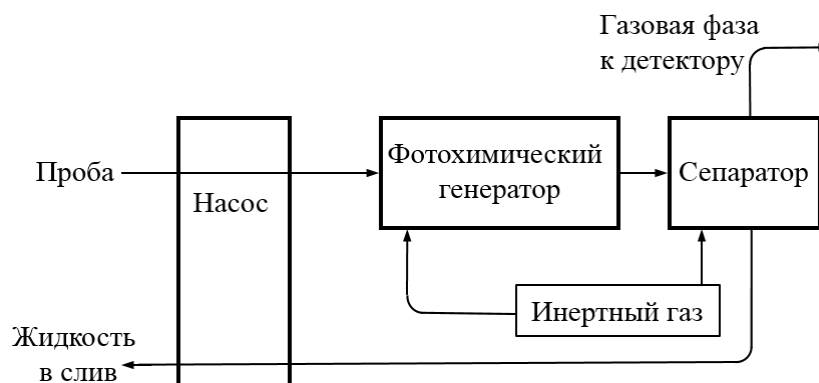 Газовая фаза
к детектору
Проба
Насос
Фотохимический
генератор
Сепаратор
Инертный газ
Жидкость
в слив